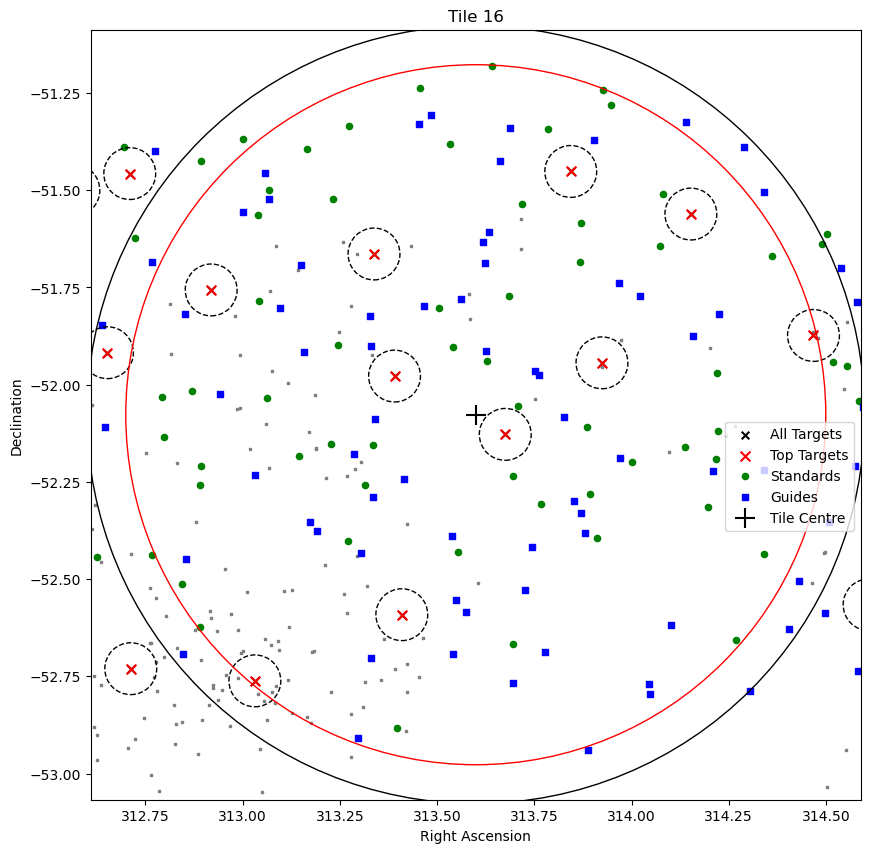 Tile 16
Declination
−51.25
−51.50
−51.75
−52.00
−52.25
−52.50
−52.75
−53.00
All Targets
Top Targets
Standards
Guides
Tile Centre
312.75 313.00 313.25 313.50 313.75 314.00 314.25 314.50
Right Ascension